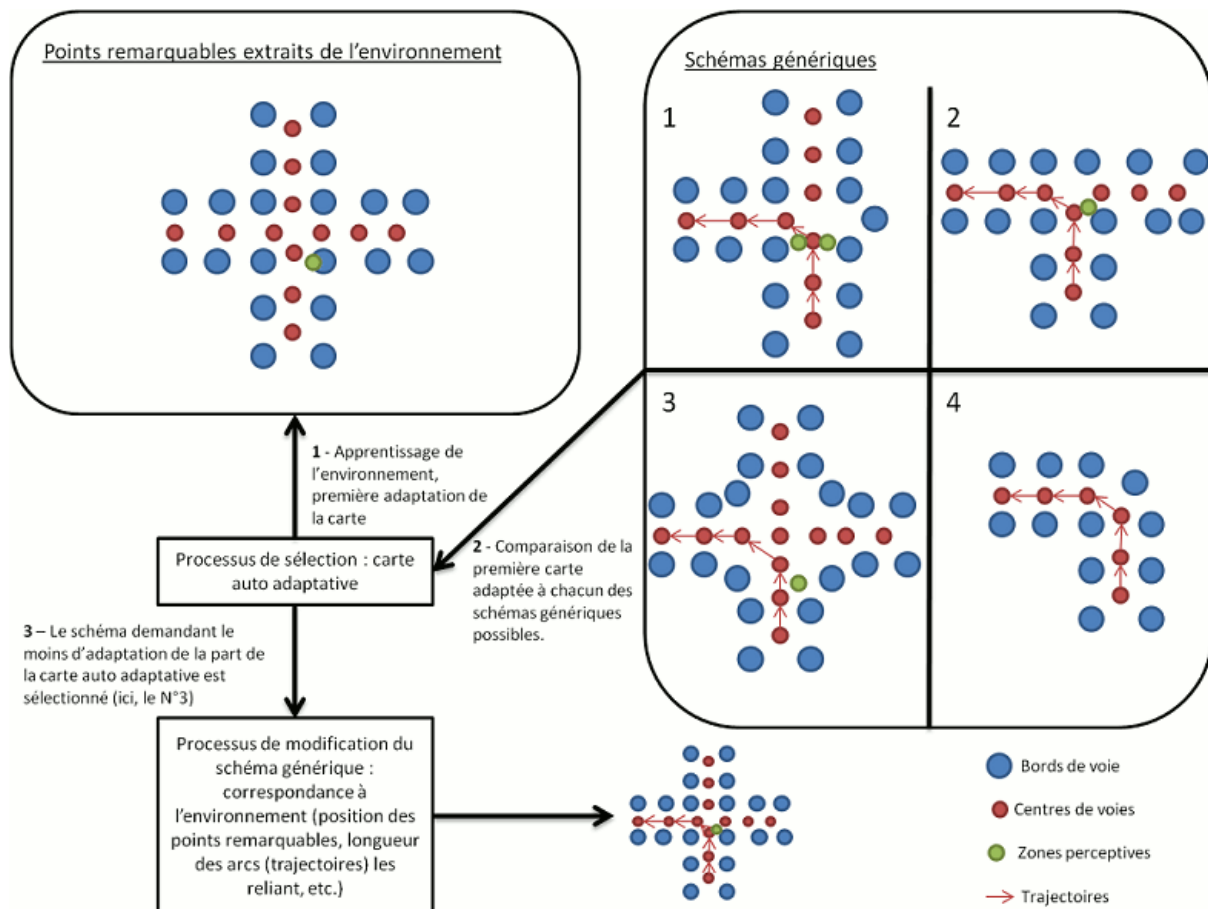 Points remarquables extraits de l'environnement
Schémas génériques
1
2
3
4
1 - Apprentissage de
l'environnement,
première adaptation de
la carte
Processus de sélection : carte
auto adaptative
2 - Comparaison de la
première carte
adaptée à chacun des
schémas génériques
possibles.
3 – Le schéma demandant le
moins d'adaptation de la part de
la carte auto adaptative est
sélectionné (ici, le N°3)
Processus de modification du
schéma générique :
correspondance à
l'environnement (position des
points remarquables, longueur
des arcs (trajectoires) les
reliant, etc.)
Bords de voie
Centres de voies
Zones perceptives
Trajectoires